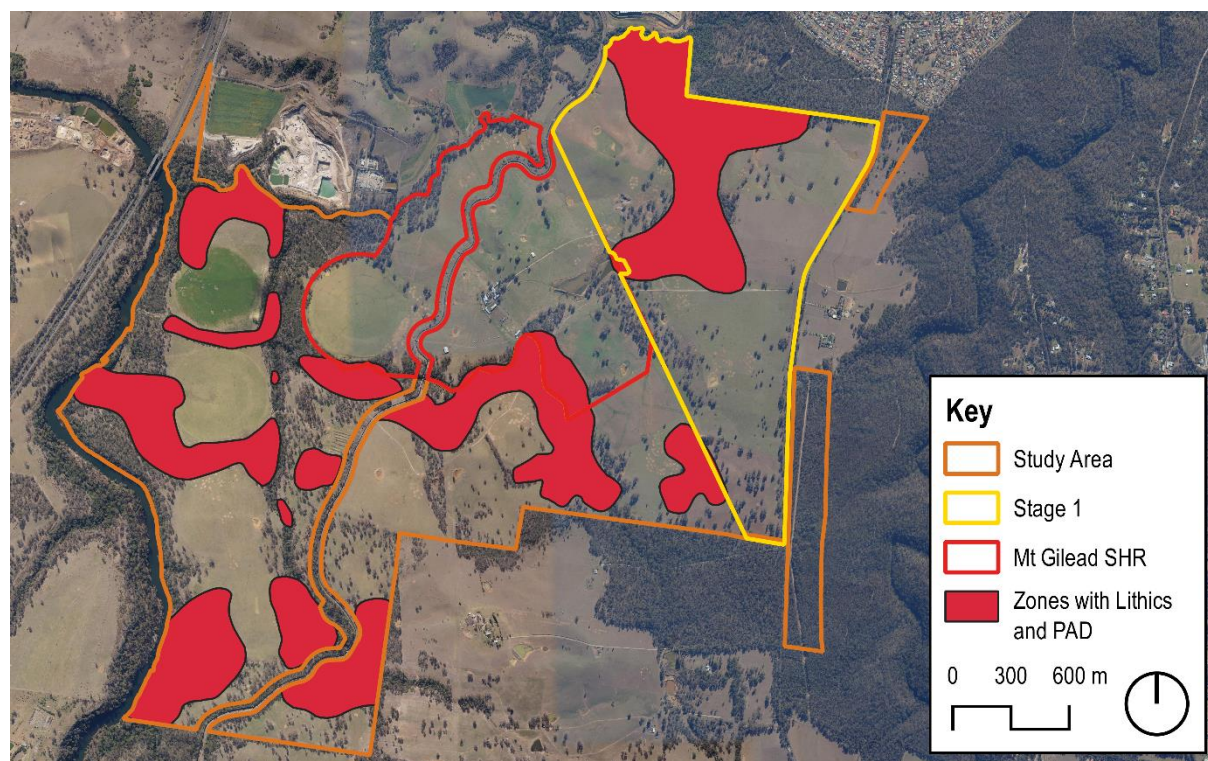 Key
Study Area
Stage 1
Mt Gilead SHR
Zones with Lithics
and PAD
0 300 600 m